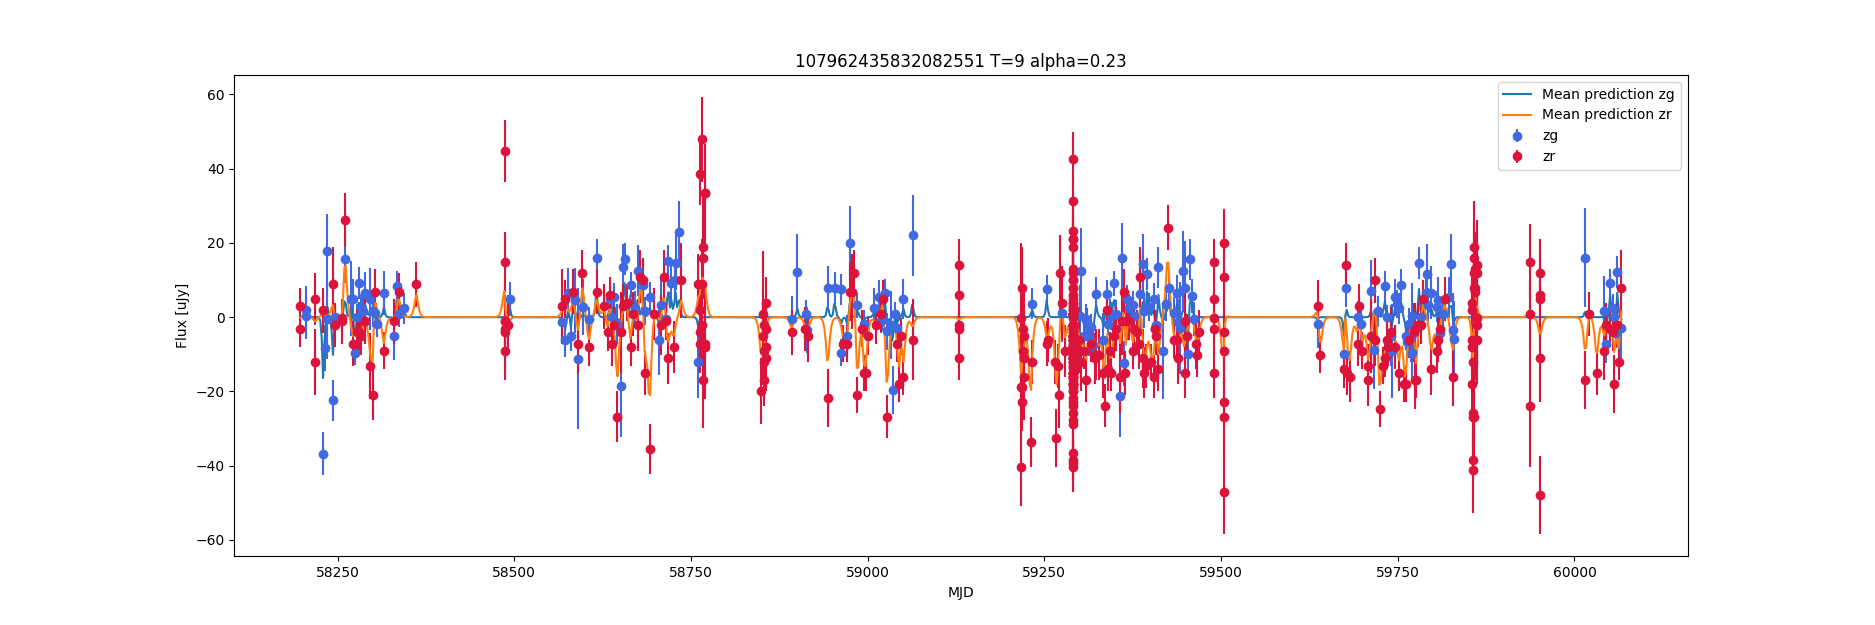 107962435832082551 T=9 alpha=0.23
Mean prediction zg
Mean prediction zr
zg
zr
Flux [uJy]
60
40
20
0
−20
−40
−60
58250
58500
58750
59000
59250
59500
59750
60000
MJD